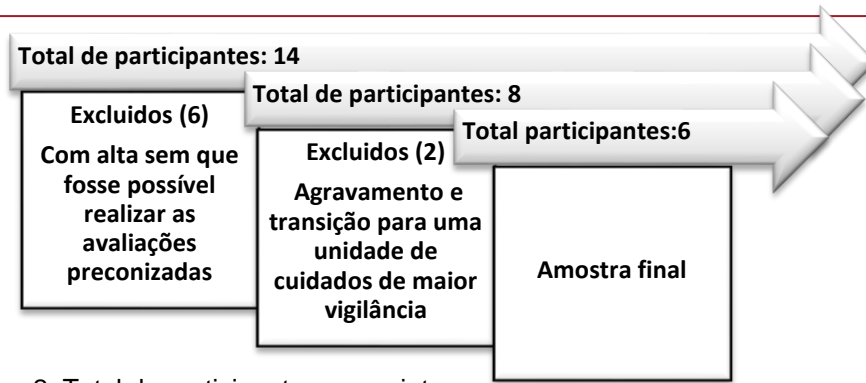 Total de participantes: 14
Excluidos (6)
Com alta sem que
fosse possível
realizar as
avaliações
preconizadas
Total de participantes: 8
Excluidos (2)
Agravamento e
transição para uma
unidade de
cuidados de maior
vigilância
Total participantes:6
Amostra final